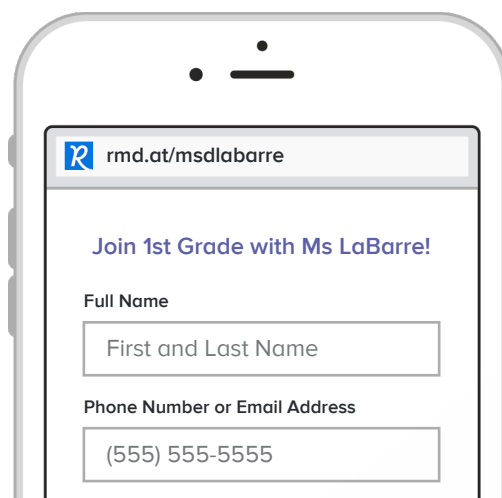 rmd.at/msdlabarre
Join 1st Grade with Ms LaBarre!
Full Name
First and Last Name
Phone Number or Email Address
(555) 555-5555